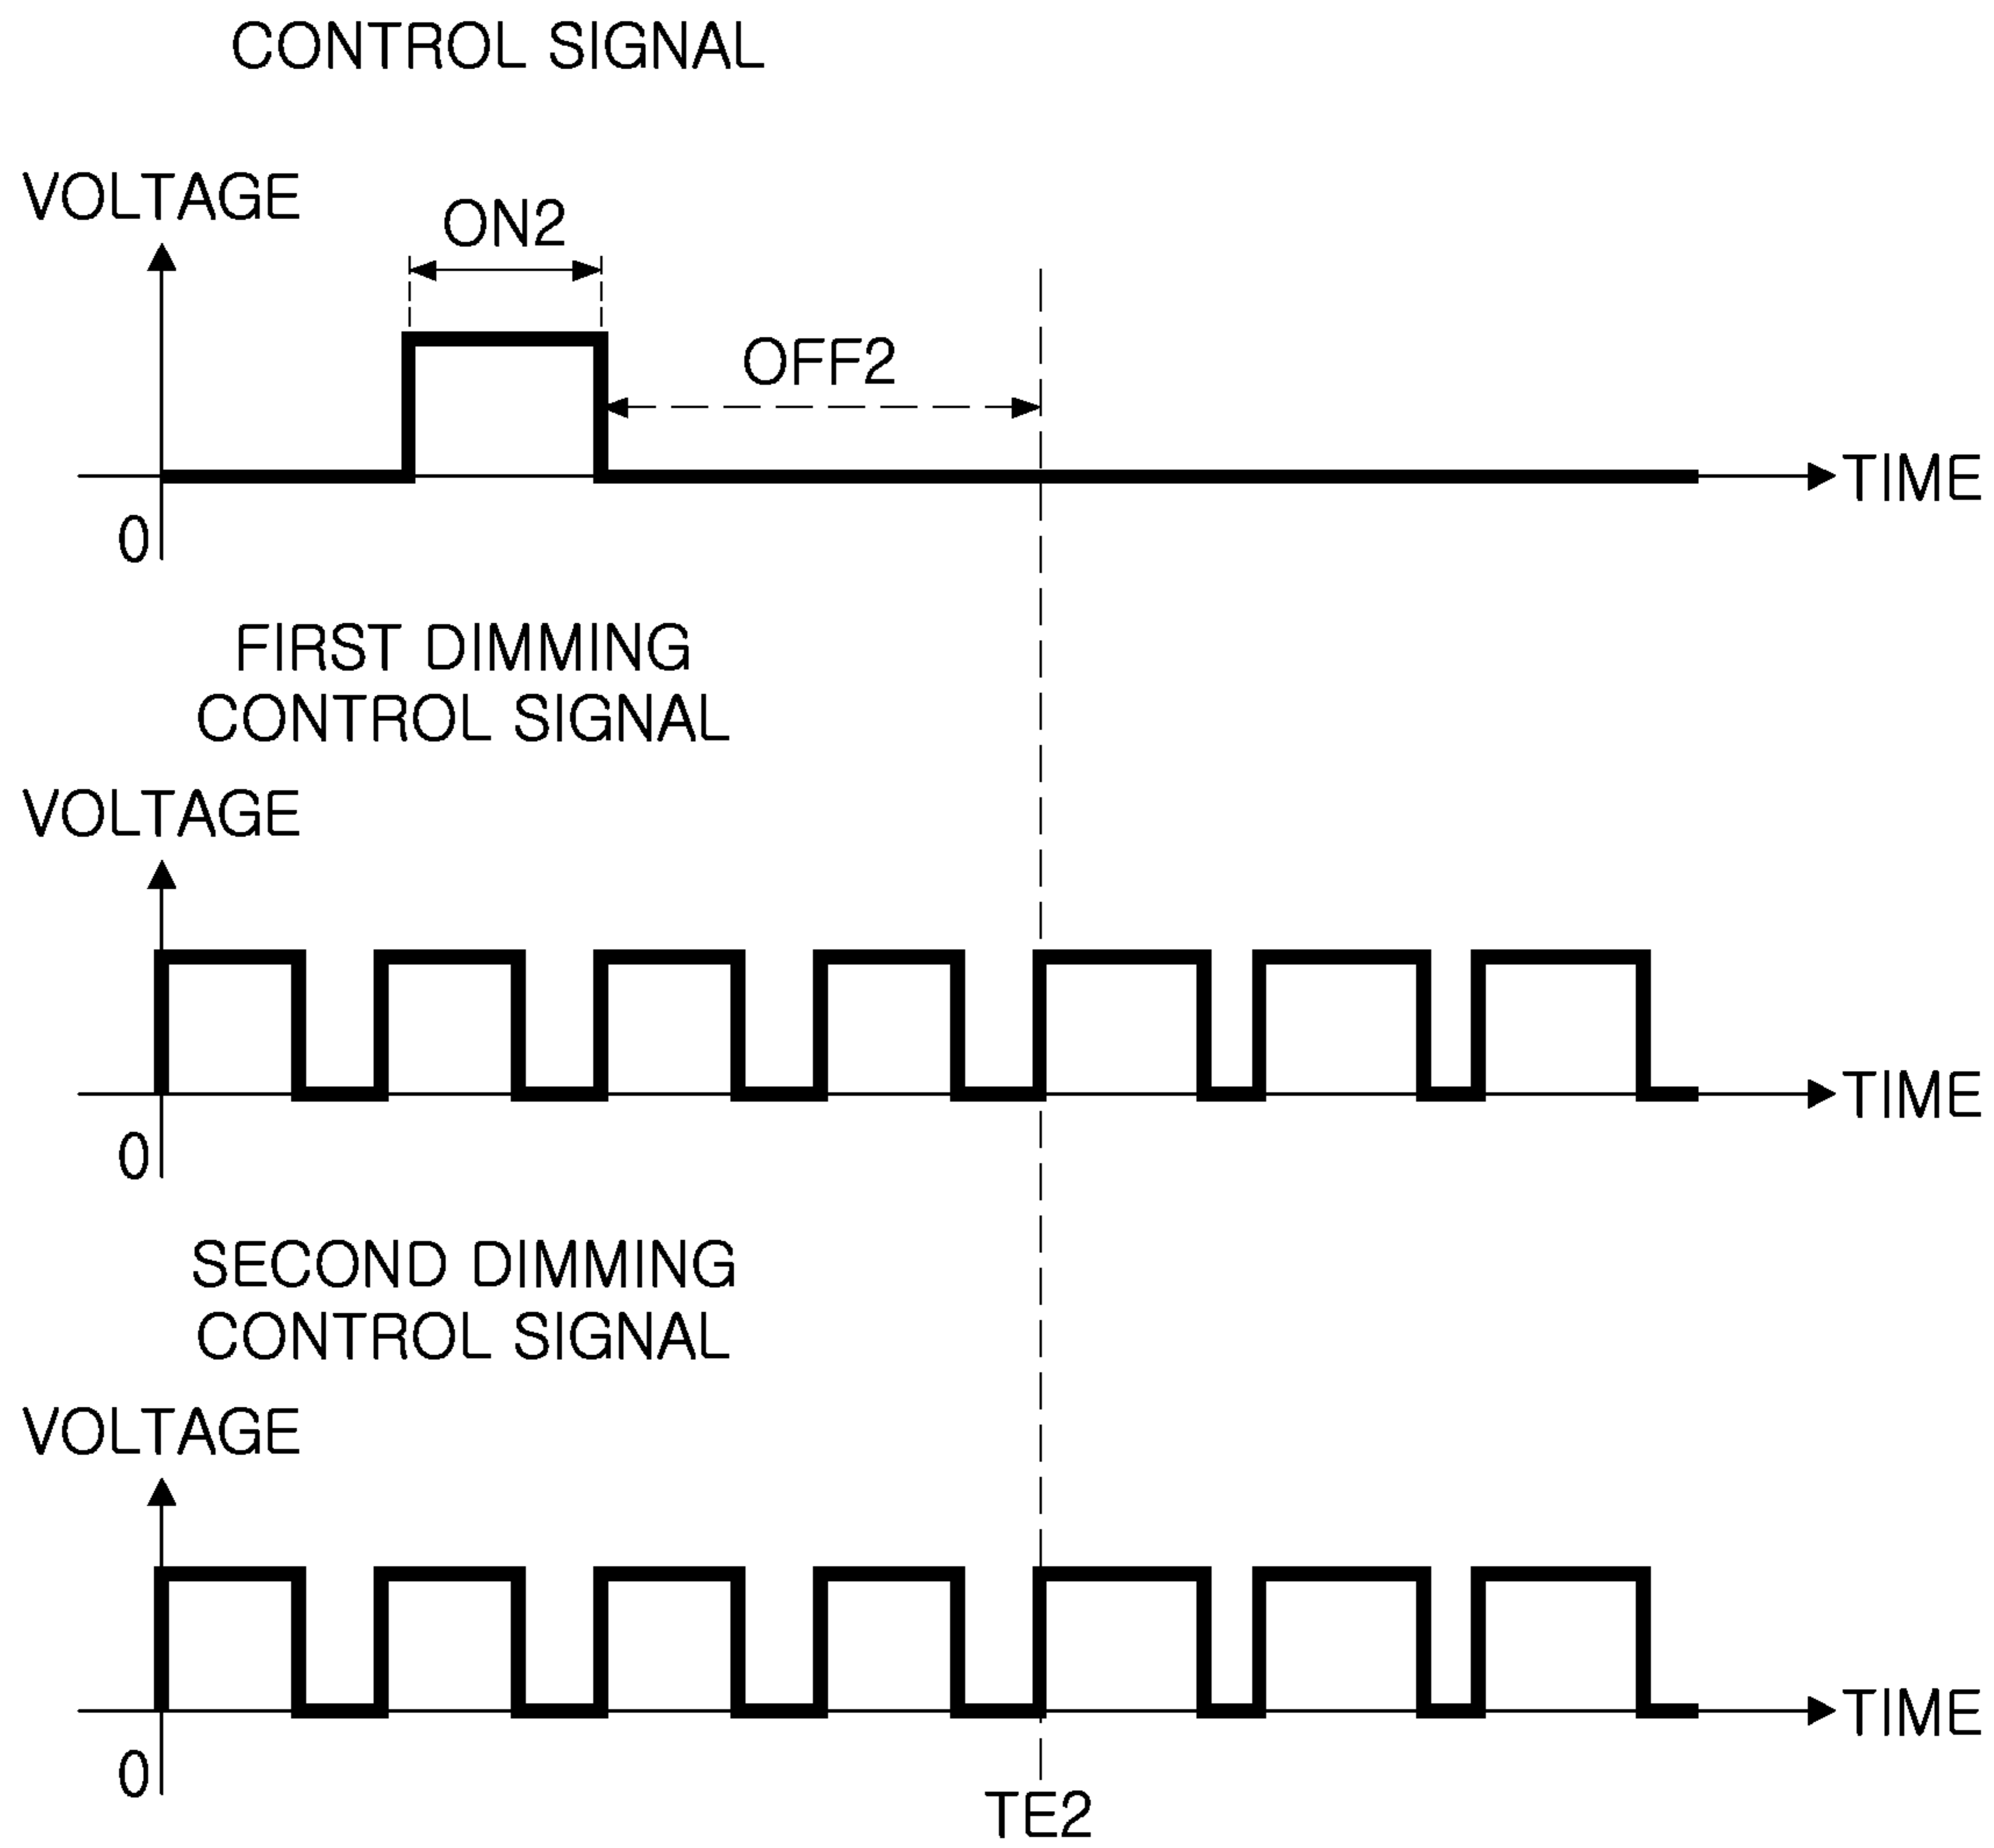 CONTROL SIGNAL
VOLTAGE
ON2
OFF2
TIME
0
FIRST DIMMING
CONTROL SIGNAL
VOLTAGE
TIME
0
SECOND DIMMING
CONTROL SIGNAL
VOLTAGE
TIME
0
TE2